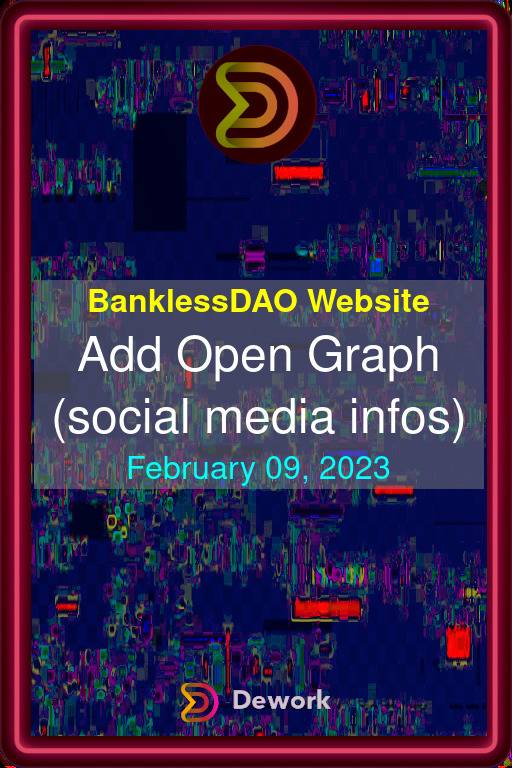 BanklessDAO Website
Add Open Graph
(social media infos)
February 09, 2023
Dework